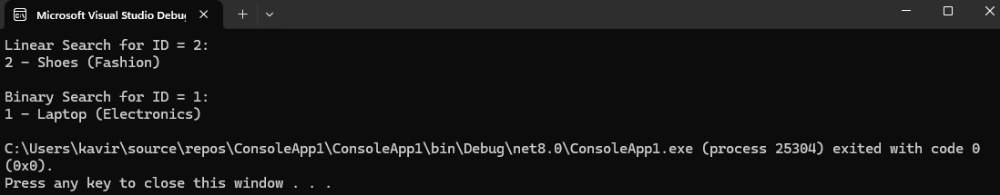 Microsoft Visual Studio Debug
Linear Search for ID = 2:
2 - Shoes (Fashion)
Binary Search for ID = 1:
1 - Laptop (Electronics)
C:\Users\kavir\source\repos\ConsoleApp1\ConsoleApp1\bin\Debug\net8.0\ConsoleApp1.exe (process 25304) exited with code 0
(0x0).
Press any key to close this window . . .